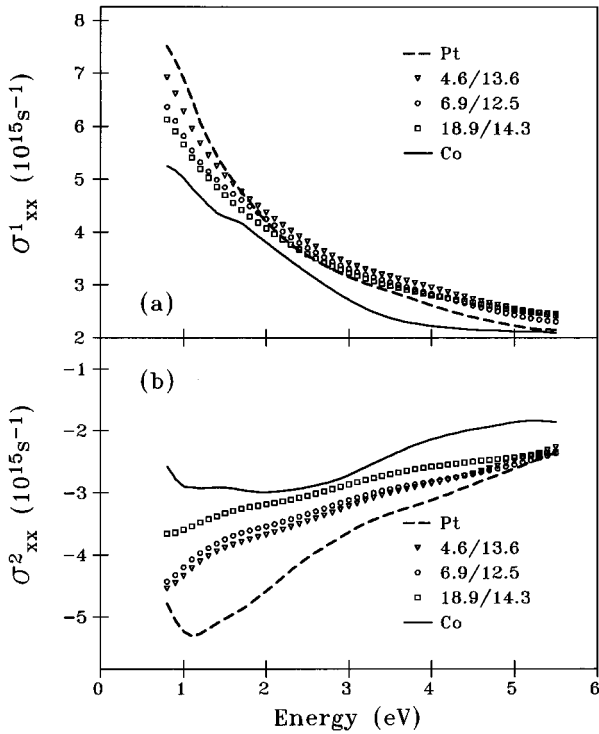 8
7
6
5
4
3
2
σ¹xx (10¹⁵s⁻¹)
Pt
4.6/13.6
6.9/12.5
18.9/14.3
Co
(a)
(b)
-1
-2
-3
-4
-5
σ²xx (10¹⁵s⁻¹)
Pt
4.6/13.6
6.9/12.5
18.9/14.3
Co
0 1 2 3 4 5 6
Energy (eV)